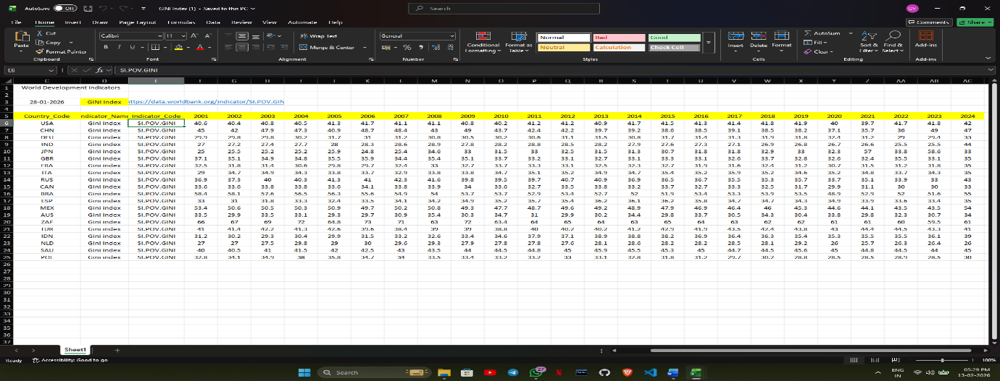 AutoSave Off GINI Index (1) - Saved to this PC Search OV
File Home Insert Draw Page Layout Formulas Data Review View Automate Help Comments Share
Paste Cut Copy Format Painter Calibri 11 B I U Wrap Text Merge & Center General % Conditional Formatting Format as Table Normal Bad Good Neutral Calculation Check Cell Insert Delete Format AutoSum Fill Clear Sort & Filter Find & Select Add-ins
Clipboard Font Alignment Number Styles Cells Editing Add-ins
E6 fx SI.POV.GINI
C D E F G H I J K L M N O P Q R S T U V W X Y Z AA AB AC
1 World Development Indicators
2
3 28-01-2026 GINI Index https://data.worldbank.org/indicator/SI.POV.GIN
4
5 Country_Code Indicator_Name Indicator_Code 2001 2002 2003 2004 2005 2006 2007 2008 2009 2010 2011 2012 2013 2014 2015 2016 2017 2018 2019 2020 2021 2022 2023 2024
6 USA Gini index SI.POV.GINI 40.6 40.4 40.8 40.5 41.3 41.7 41.1 41.1 40.8 40.2 41.2 41.2 40.9 41.7 41.5 41.3 41.4 41.8 41.9 40 39.7 41.7 41.8 42
7 CHN Gini index SI.POV.GINI 45 42 47.9 47.3 40.9 48.7 48.4 43 49 43.7 42.4 42.2 39.7 39.2 38.6 38.5 39.1 38.5 38.2 37.1 35.7 36 49 47
8 DEU Gini index SI.POV.GINI 29.9 29.8 29.8 30.2 31.7 31 31.2 30.8 30.5 30.2 30.6 31.1 31.5 30.8 31.7 31.4 31.3 31.9 31.8 32.4 31.2 29 29.4 33
9 IND Gini index SI.POV.GINI 27 27.2 27.4 27.7 28 28.3 28.6 28.9 27.8 28.2 28.8 28.5 28.2 27.9 27.6 27.3 27.1 26.9 26.8 26.7 26.6 25.5 25.5 44
10 JPN Gini index SI.POV.GINI 25 25.5 25.2 25.2 25.9 24.8 25.4 34.6 33 31.5 33 32.5 31.5 31.3 30.7 31.8 31.8 32.9 33 32.3 57 33.8 58.6 33
11 GBR Gini index SI.POV.GINI 37.1 35.1 34.9 34.8 35.5 35.9 34.4 35.4 35.1 33.7 33.2 33.1 32.7 33.1 33.3 33.1 32.6 33.7 32.8 32.6 32.4 35.5 33.1 35
12 FRA Gini index SI.POV.GINI 32.5 31.8 31.4 30.6 29.8 29.7 32.4 33 32.7 33.7 33.3 33.1 32.5 32.3 32.7 31.9 31.6 32.4 31.2 30.7 31.5 31.2 31.8 35
13 ITA Gini index SI.POV.GINI 29 34.7 34.9 34.3 33.8 33.7 32.9 33.8 33.8 34.7 35.1 35.2 34.9 34.7 35.4 35.2 35.9 35.2 34.6 35.2 34.8 33.7 34.3 35
14 RUS Gini index SI.POV.GINI 36.9 37.3 40 40.3 41.3 41 42.3 41.6 39.8 39.5 39.7 40.7 40.9 36.9 36.5 36.7 35.5 35.3 35.7 33.7 35.1 33.9 33 43
15 CAN Gini index SI.POV.GINI 33.6 33.6 33.8 33.8 33.6 34.1 33.8 33.9 34 33.6 32.7 33.5 33.8 33.2 33.7 32.7 33.3 32.5 31.7 29.9 31.1 30 30 33
16 BRA Gini index SI.POV.GINI 58.4 58.1 57.6 56.5 56.3 55.6 54.9 54 53.7 53.7 52.9 53.4 52.7 52 51.9 53.4 53.3 53.9 53.5 48.9 52.9 52 51.6 55
17 ESP Gini index SI.POV.GINI 32 33 31 31.8 33.3 32.4 33.5 34.1 34.2 34.9 35.2 35.7 35.4 36.2 36.1 36.2 35.8 34.7 34.7 34.3 34.9 33.9 33.6 33.4 35
18 MEX Gini index SI.POV.GINI 53.4 50.6 50.5 50.3 50.9 49.7 50.2 50.8 49.3 47.7 48.7 49.6 49.2 48.9 47.9 46.9 46.4 46 45.3 44.6 44.1 43.5 43.5 54
19 AUS Gini index SI.POV.GINI 33.5 29.9 33.5 33.1 29.3 29.7 30.9 35.4 30.3 34.7 31 29.9 30.2 34.4 29.8 33.7 30.5 34.3 30.4 33.8 29.8 32.3 30.7 34
20 ZAF Gini index SI.POV.GINI 66 67 69 72 64.8 73 71 63 72 63.4 64 65 64 63 65 64 63 62 62 61 61 60 59.5 61
21 TUR Gini index SI.POV.GINI 41 41.4 42.2 41.3 42.6 39.6 38.4 39 39 38.8 40 40.2 40.2 41.2 42.9 41.9 43.5 42.4 43.8 43 44.4 44.5 43.3 41
22 IDN Gini index SI.POV.GINI 31.2 30.2 29.3 30.4 29.9 31.5 33.2 32.6 33.4 34.6 37.9 37.1 38.9 38.8 38.2 36.9 36.4 36.3 35.4 35.3 35.5 35.5 36.1 39
23 NLD Gini index SI.POV.GINI 27 27 27.5 29.8 29 30 29.6 29.3 27.9 27.8 27.8 27.6 28.1 28.6 28.2 28.2 28.5 28.1 29.2 26 25.7 26.3 26.4 26
24 SAU Gini index SI.POV.GINI 40 40.5 41 41.5 42 42.5 43 43.5 44 44.5 44.8 45 45.9 45.5 45.3 45 44.7 44.5 45.6 45 44.8 44.5 44 45
25 POL Gini index SI.POV.GINI 32.8 34.1 34.9 38 35.8 34.7 34 33.5 33.4 33.2 33.2 33 33.1 32.8 31.8 31.2 29.7 30.2 28.8 28.5 28.5 28.9 28.5 30
26
27
28
29
30
31
32
33
34
35
36
37
Sheet1 +
Ready Accessibility: Good to go 100%
Search 27 ENG IN 05:29 PM 13-02-2026